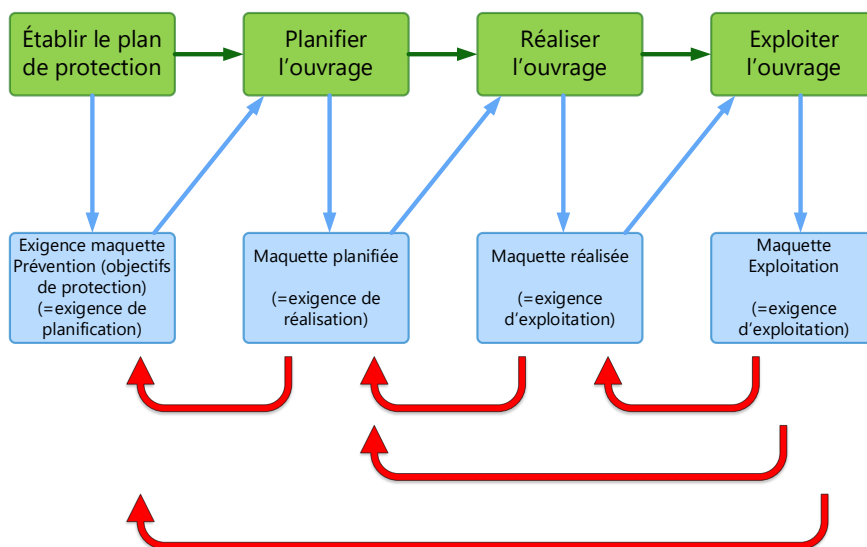 Établir le plan
de protection
Planifier
l'ouvrage
Réaliser
l'ouvrage
Exploiter
l'ouvrage
Exigence maquette
Prévention (objectifs
de protection)
(=exigence de
planification)
Maquette planifiée
(=exigence de
réalisation)
Maquette réalisée
(=exigence
d'exploitation)
Maquette
Exploitation
(=exigence
d'exploitation)